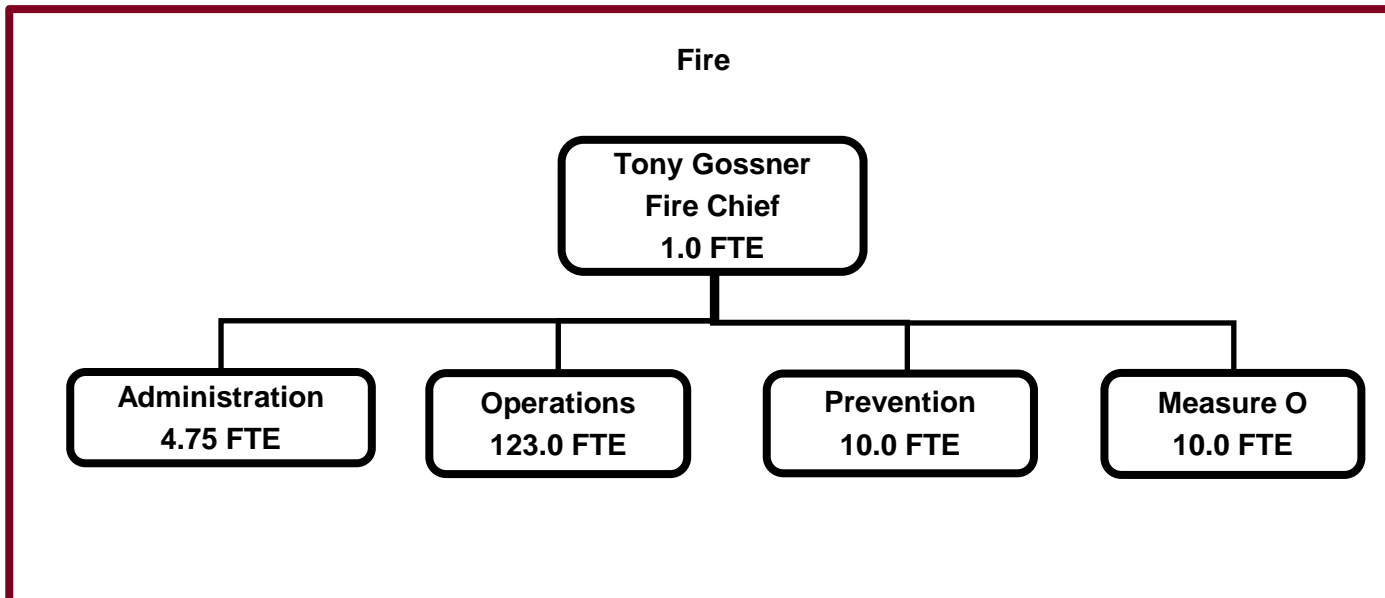 Fire
Tony Gossner
Fire Chief
1.0 FTE
Administration
4.75 FTE
Operations
123.0 FTE
Prevention
10.0 FTE
Measure O
10.0 FTE